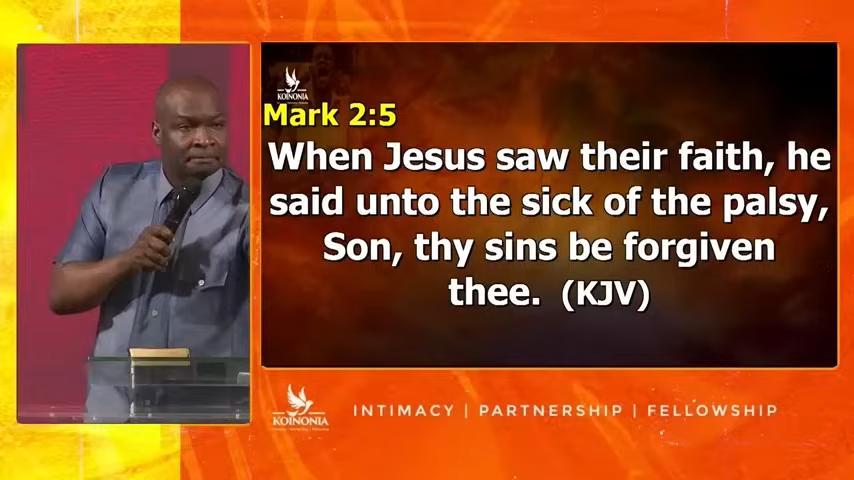 KOINONIA
Mark 2:5
When Jesus saw their faith, he
said unto the sick of the palsy,
Son, thy sins be forgiven
thee. (KJV)
KOINONIA
INTIMACY | PARTNERSHIP | FELLOWSHIP